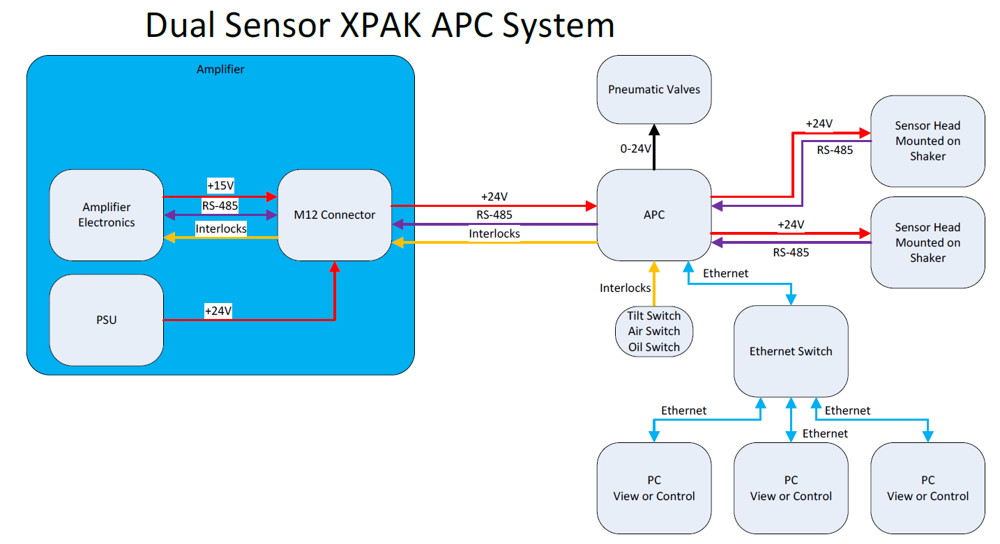 Dual Sensor XPAK APC System
Amplifier
Pneumatic Valves
+24V
Sensor Head
Mounted on
Shaker
RS-485
0-24V
+15V
RS-485
Interlocks
Amplifier
Electronics
M12 Connector
+24V
RS-485
Interlocks
APC
+24V
RS-485
Sensor Head
Mounted on
Shaker
Ethernet
Interlocks
PSU
+24V
Tilt Switch
Air Switch
Oil Switch
Ethernet Switch
Ethernet
Ethernet
Ethernet
PC
View or Control
PC
View or Control
PC
View or Control